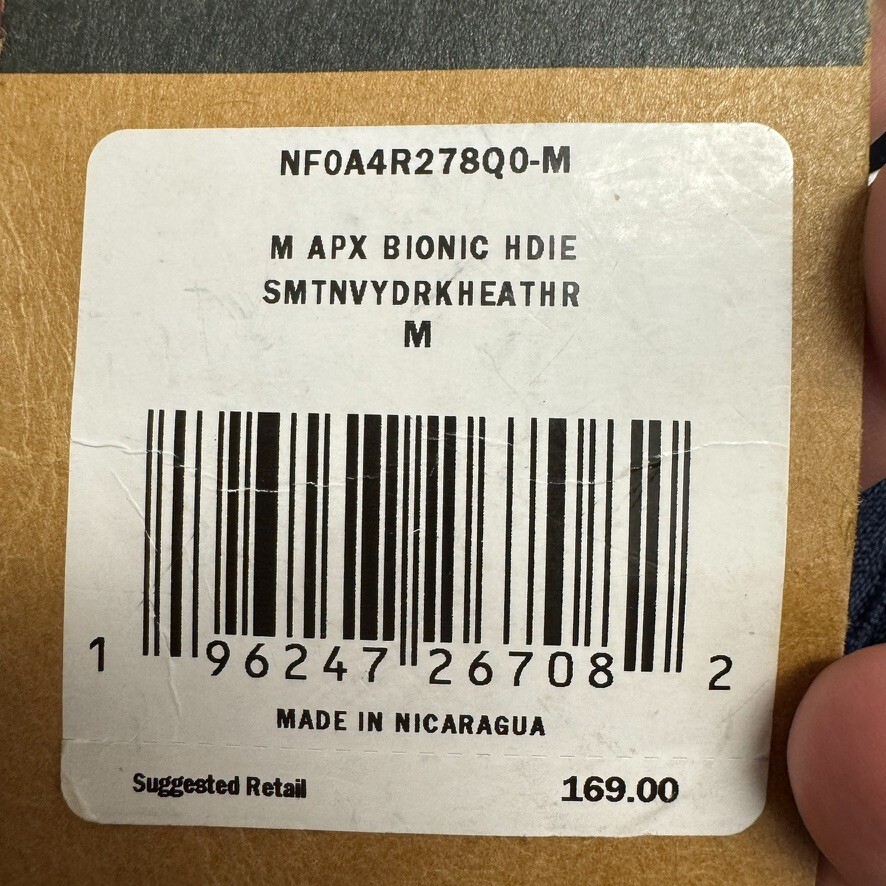 NF0A4R278Q0-M
M APX BIONIC HDIE
SMTNVYDRKHEATHR
M
1 96247 26708 2
MADE IN NICARAGUA
Suggested Retail 169.00